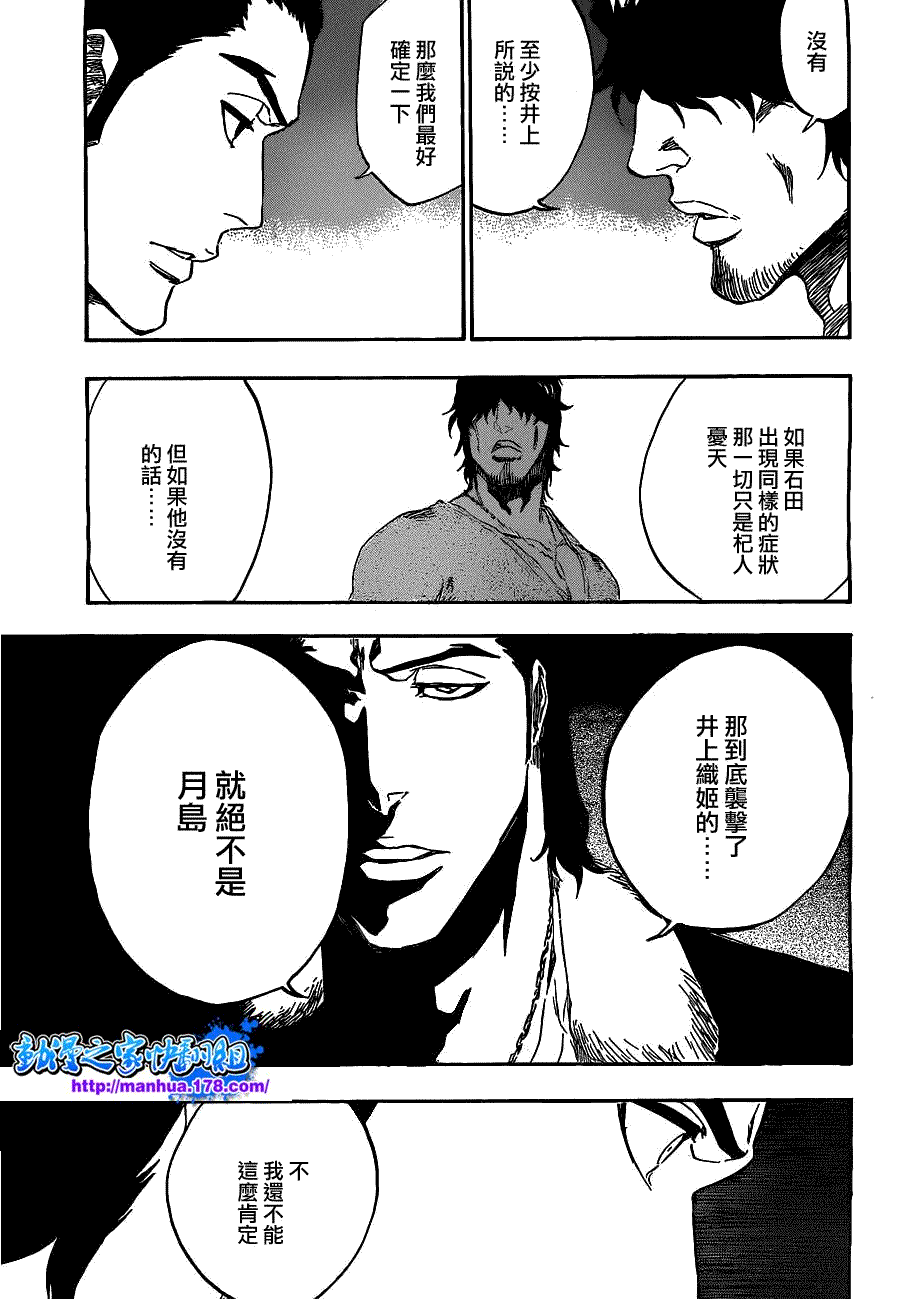 沒有
至少按井上
所說的……
那麼我們最好
確定一下
如果石田
出現同樣的症狀
那一切只是杞人
憂天
但如果他沒有
的話……
那到底襲擊了
井上織姬的……
就絕不是
月島
動漫之家快翻組
http://manhua.178.com/
不
我還不能
這麼肯定